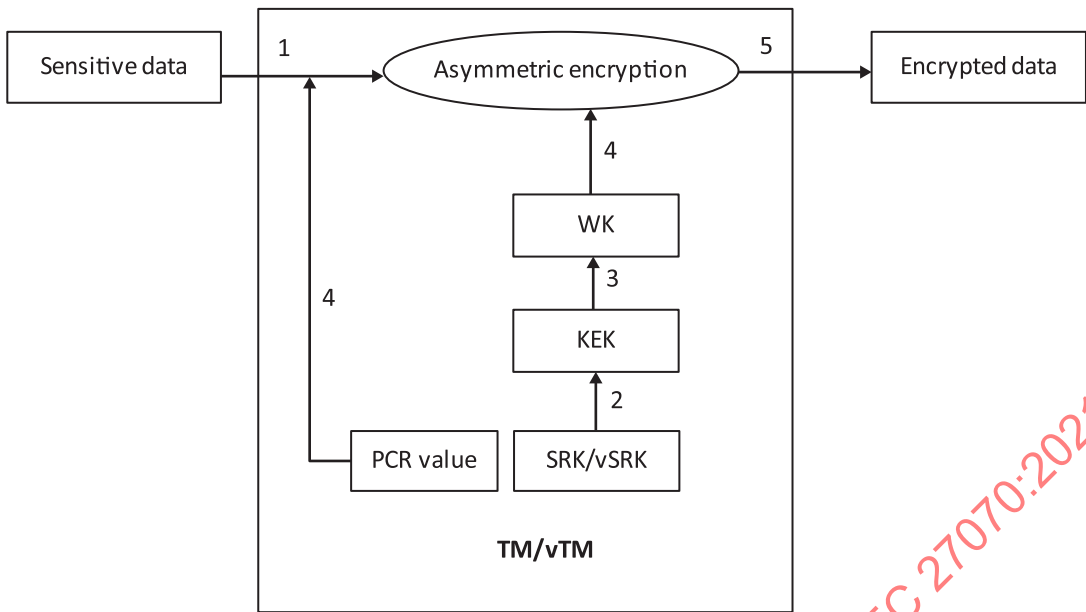 Sensitive data
1
Asymmetric encryption
5
Encrypted data
4
WK
3
4
KEK
2
PCR value
SRK/vSRK
TM/vTM
27070:202